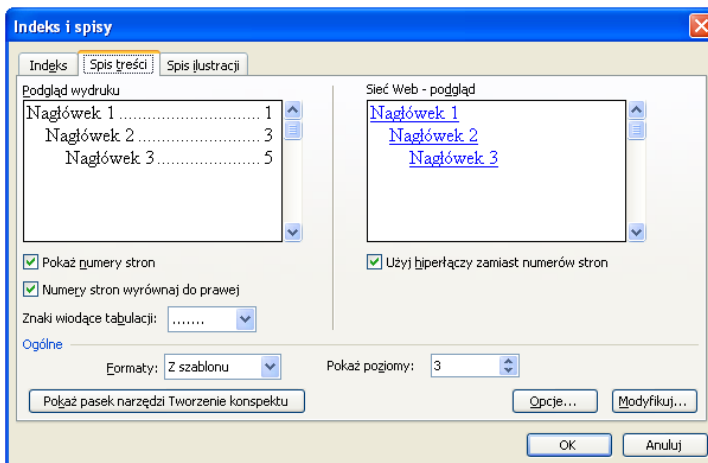 Indeks i spisy
Indeks Spis treści Spis ilustracji
Podgląd wydruku
Nagłówek 1.......................... 1
Nagłówek 2....................... 3
Nagłówek 3.................... 5
Sieć Web - podgląd
Nagłówek 1
Nagłówek 2
Nagłówek 3
Pokaż numery stron
Użyj hiperłączy zamiast numerów stron
Numery stron wyrównaj do prawej
Znaki wiodące tabulacji: .......
Ogólne
Formaty: Z szablonu Pokaż poziomy: 3
Pokaż pasek narzędzi Tworzenie konspektu Opcje... Modyfikuj...
OK Anuluj